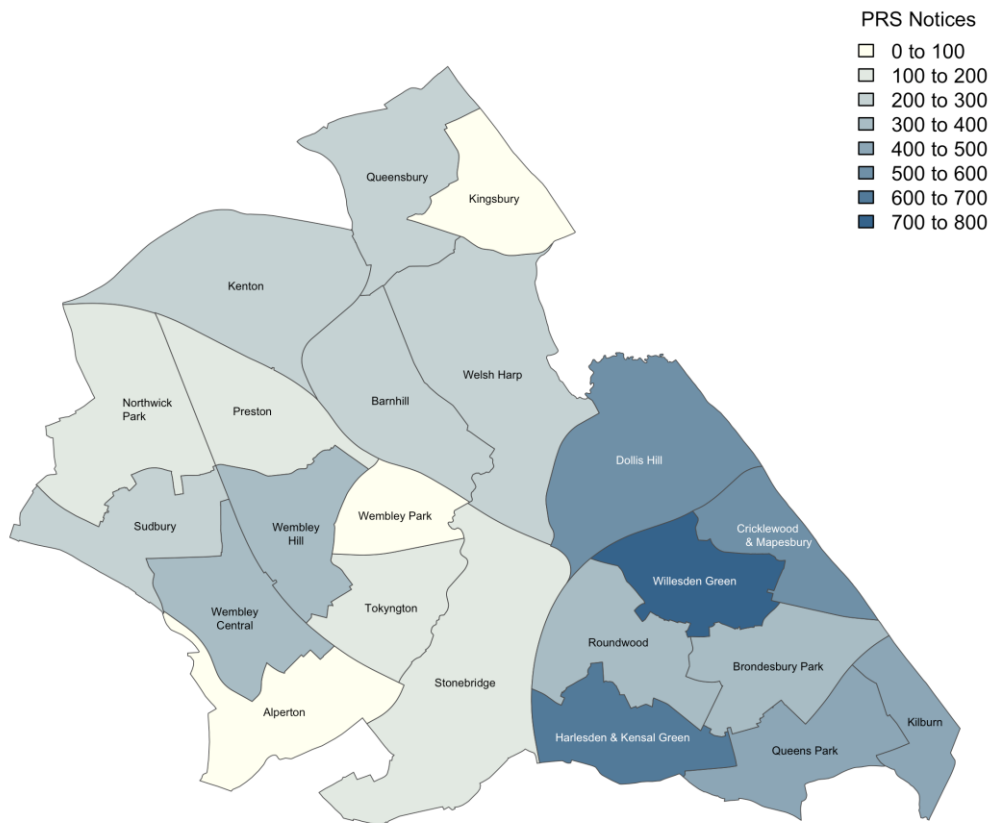 PRS Notices
0 to 100
100 to 200
200 to 300
300 to 400
400 to 500
500 to 600
600 to 700
700 to 800
Queensbury
Kingsbury
Kenton
Welsh Harp
Northwick
Park
Preston
Barnhill
Dollis Hill
Wembley Park
Sudbury
Wembley
Hill
Cricklewood
& Mapesbury
Willesden Green
Tokyngton
Wembley
Central
Roundwood
Brondesbury Park
Stonebridge
Alperton
Kilburn
Harlesden & Kensal Green
Queens Park